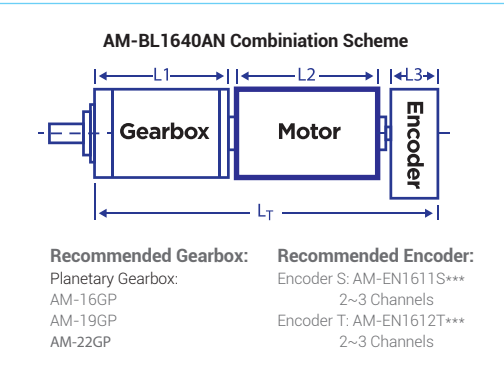 AM-BL1640AN Combiniation Scheme
L1 L2 L3
Gearbox Motor Encoder
LT
Recommended Gearbox:
Planetary Gearbox:
AM-16GP
AM-19GP
AM-22GP
Recommended Encoder:
Encoder S: AM-EN1611S***
2~3 Channels
Encoder T: AM-EN1612T***
2~3 Channels